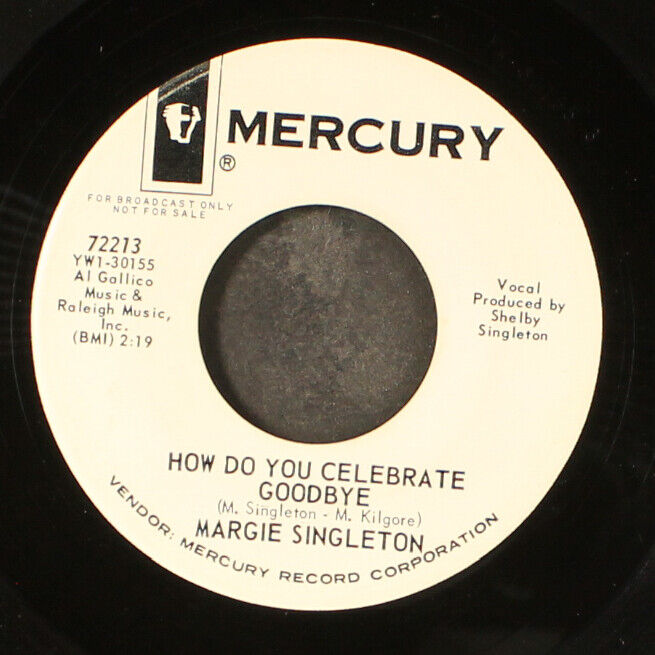 MERCURY
®
FOR BROADCAST ONLY
NOT FOR SALE
72213
YW1-30155
Al Gallico
Music &
Raleigh Music,
Inc.
(BMI) 2:19
Vocal
Produced by
Shelby
Singleton
HOW DO YOU CELEBRATE
GOODBYE
(M. Singleton - M. Kilgore)
MARGIE SINGLETON
VENDOR: MERCURY RECORD CORPORATION